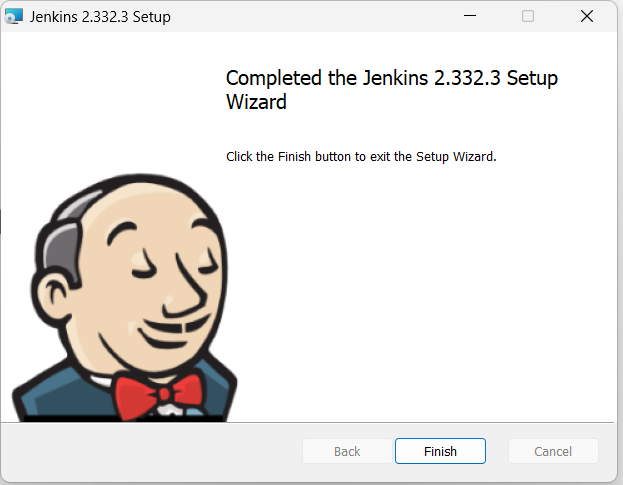 Jenkins 2.332.3 Setup
Completed the Jenkins 2.332.3 Setup
Wizard
Click the Finish button to exit the Setup Wizard.
Back
Finish
Cancel